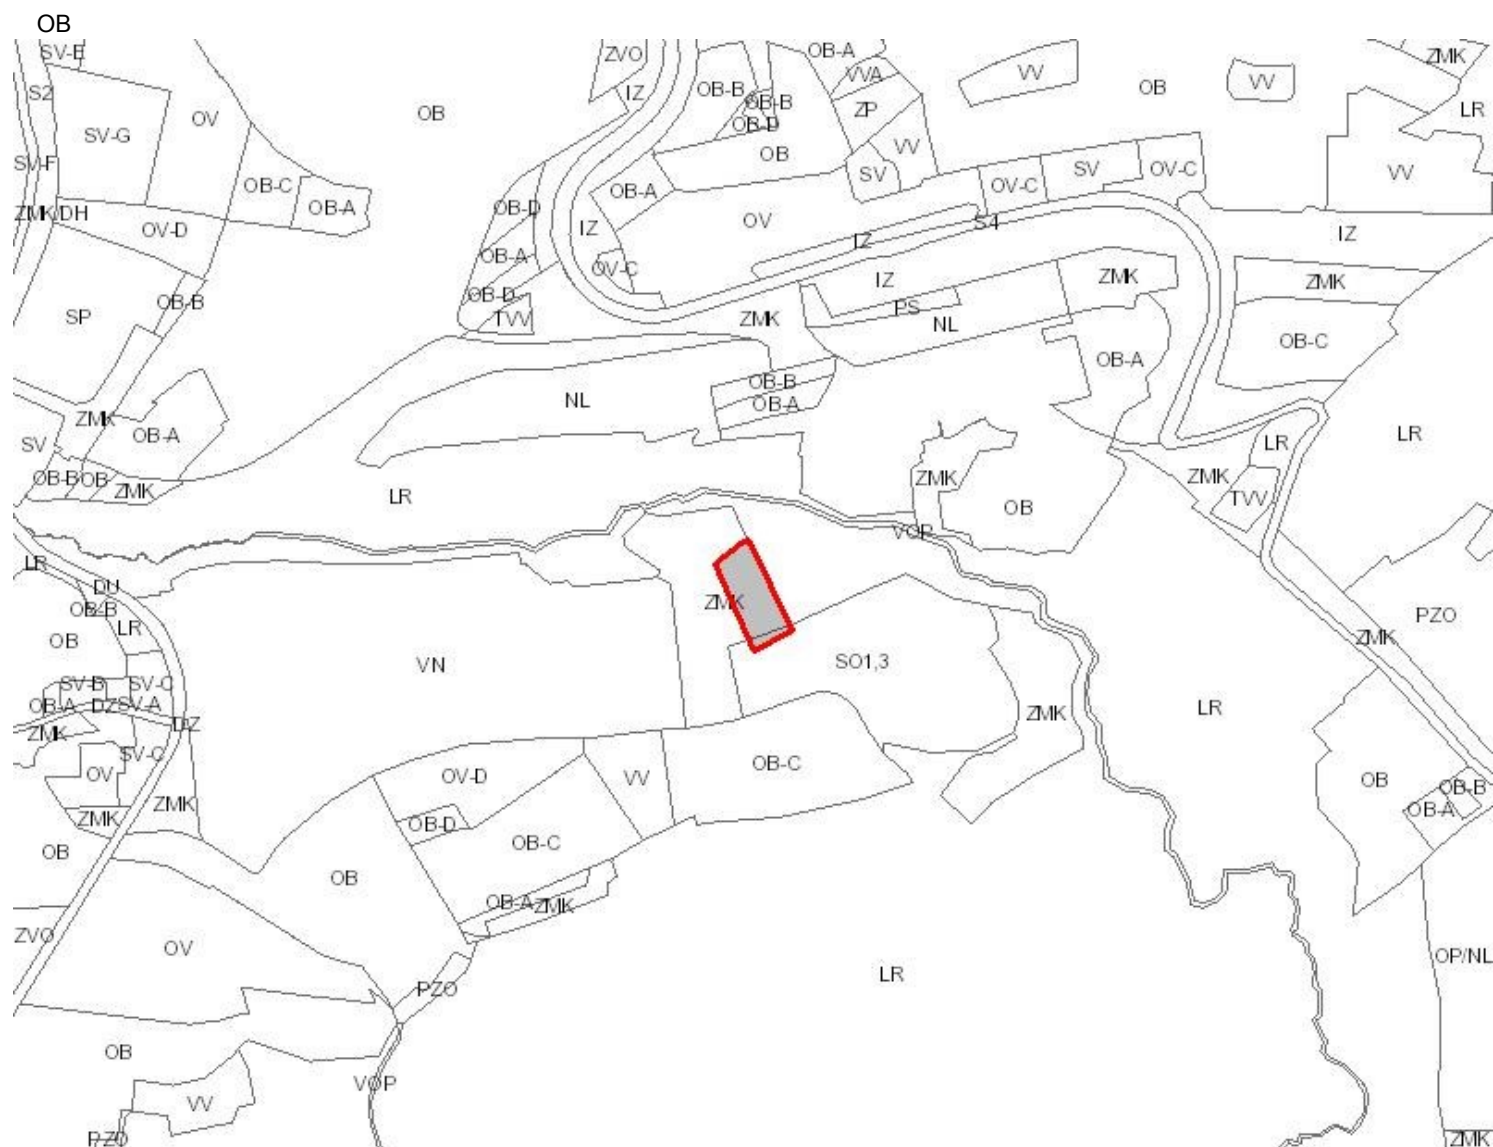 OB
SV-E
ZVO
OB-A
ZMK
VVA
VV
VV
S2
OB-B
IZ
OB-B
OB
LR
OV
OB
ZP
SV-G
OB-D
VV
OB
SV-F
SV
SV
OV-C
VV
OB-C
OV-C
OB-A
OB-A
OB-D
ZMK/DH
OV
S4
OV-D
IZ
IZ
IZ
OB-A
OV-C
IZ
ZMK
ZMK
OB-D
OB-B
PS
SP
TVV
ZMK
NL
OB-C
OB-A
OB-B
NL
OB-A
ZMK
OB-A
LR
SV
LR
OB-B
OB
ZMK
ZMK
ZMK
LR
TVV
OB
VOP
LR
DU
OB-B
LR
ZMK
PZO
OB
ZMK
VN
SO1,3
SV-B
SV-C
OB-A
DZ
SV-A
LR
ZMK
DZ
ZMK
SV-C
OB-C
OV
OV-D
VV
OB
OB-B
ZMK
OB-A
ZMK
OB-D
OB-C
OB
OB
OB-A
ZMK
ZVO
OV
OP/NL
LR
PZO
OB
VOP
VV
PZO
ZMK